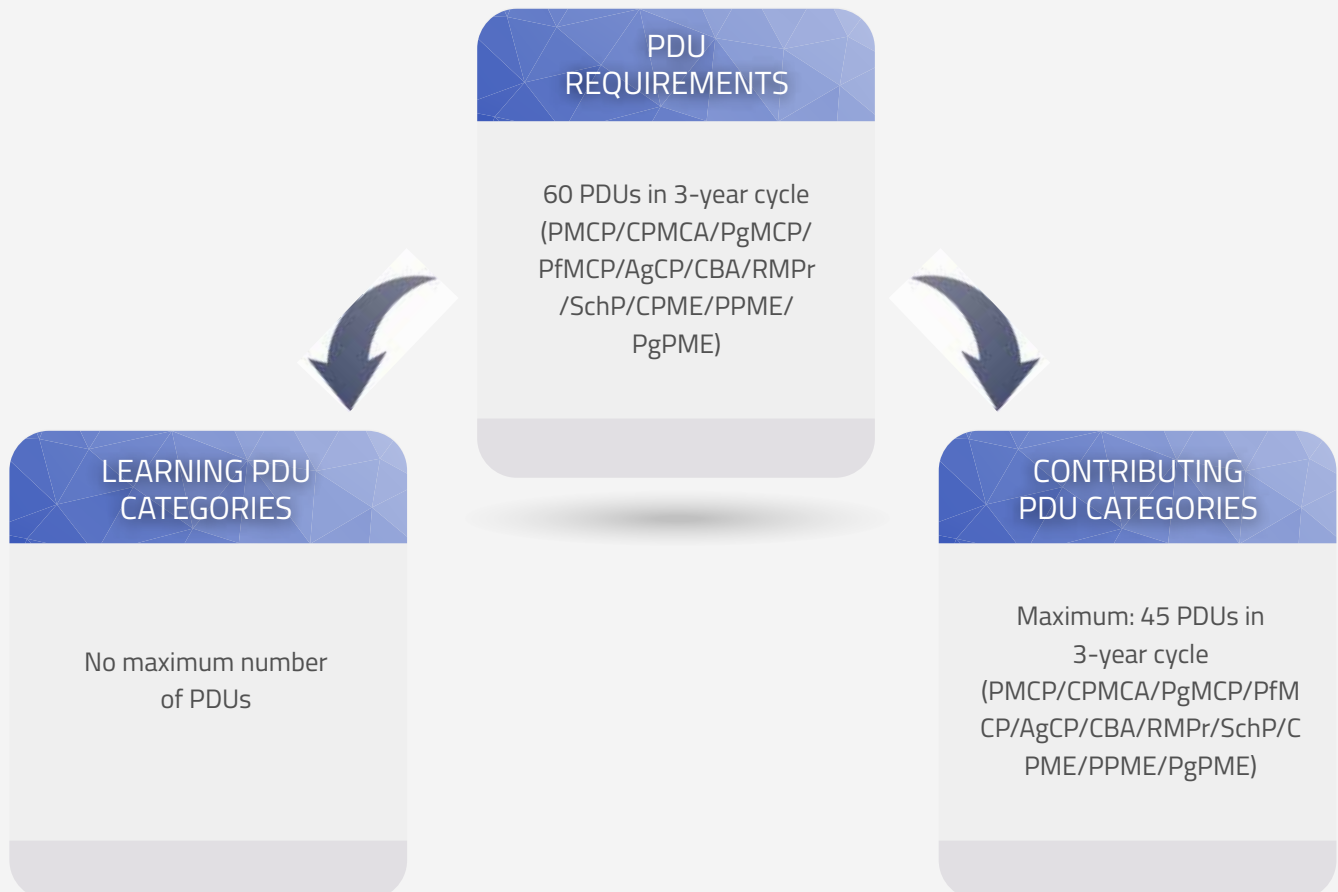 PDU
REQUIREMENTS
60 PDUs in 3-year cycle
(PMCP/CPMCA/PgMCP/
PfMCP/AgCP/CBA/RMPr
/SchP/CPME/PPME/
PgPME)
LEARNING PDU
CATEGORIES
No maximum number
of PDUs
CONTRIBUTING
PDU CATEGORIES
Maximum: 45 PDUs in
3-year cycle
(PMCP/CPMCA/PgMCP/PfM
CP/AgCP/CBA/RMPr/SchP/C
PME/PPME/PgPME)